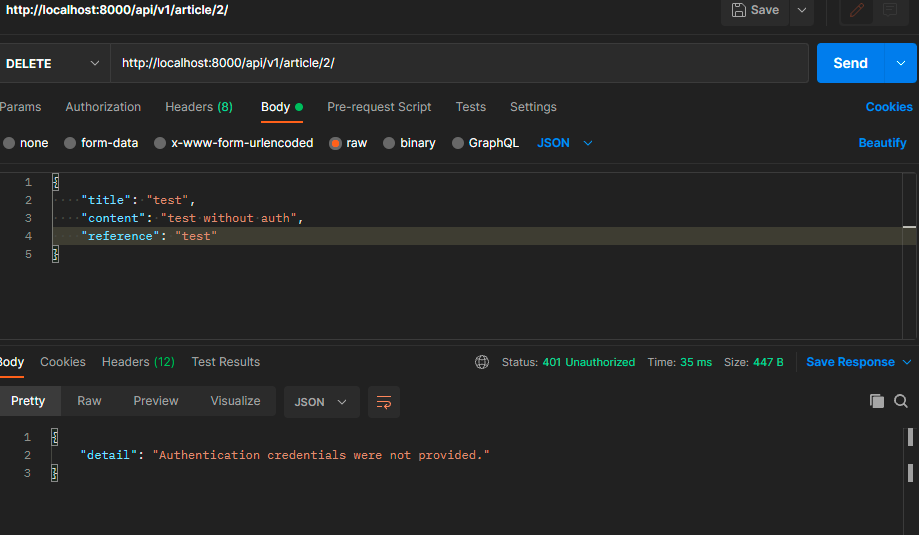 http://localhost:8000/api/v1/article/2/ Save
DELETE http://localhost:8000/api/v1/article/2/ Send
Params Authorization Headers (8) Body Pre-request Script Tests Settings Cookies
none form-data x-www-form-urlencoded raw binary GraphQL JSON Beautify
1 {
2 "title": "test",
3 "content": "test without auth",
4 "reference": "test"
5 }
Body Cookies Headers (12) Test Results Status: 401 Unauthorized Time: 35 ms Size: 447 B Save Response
Pretty Raw Preview Visualize JSON
1 {
2 "detail": "Authentication credentials were not provided."
3 }